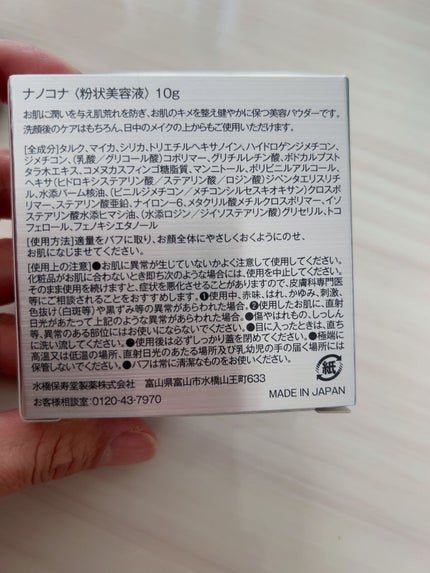 ナノコナ〈粉状美容液〉10g
お肌に潤いを与え肌荒れを防ぎ、お肌のキメを整え健やかに保つ美容パウダーです。
洗顔後のケアはもちろん、日中のメイクの上からもご使用いただけます。
[全成分]タルク、マイカ、シリカ、トリエチルヘキサノイン、ハイドロゲンジメチコン、
ジメチコン、(乳酸/グリコール酸)コポリマー、グリチルレチン酸、ポドカルプスト
タラ木エキス、コメヌカスフィンゴ糖脂質、マンニトール、ポリビニルアルコール、
ヘキサ(ヒドロキシステアリン酸/ステアリン酸/ロジン酸)ジペンタエリスリチ
ル、水添パーム核油、(ビニルジメチコン/メチコンシルセスキオキサン)クロスポ
リマー、ステアリン酸亜鉛、ナイロン-6、メタクリル酸メチルクロスポリマー、イソ
ステアリン酸水添ヒマシ油、(水添ロジン/ジイソステアリン酸)グリセリル、トコ
フェロール、フェノキシエタノール
[使用方法]適量をパフに取り、お顔全体にやさしくおくようにのせ、
お肌になじませてください。
[使用上の注意]●お肌に異常が生じていないかよく注意して使用してください。
化粧品がお肌に合わないとき即ち次のような場合には、使用を中止してください。
そのまま使用を続けますと、症状を悪化させることがありますので、皮膚科専門医
等にご相談されることをおすすめします。❶使用中、赤味、はれ、かゆみ、刺激、
色抜け(白斑等)や黒ずみ等の異常があらわれた場合。❷使用したお肌に、直射
日光があたって上記のような異常があらわれた場合。●傷やはれもの、しっしん
等、異常のある部位にはお使いにならないでください。●目に入ったときは、直ち
に洗い流してください。●使用後は必ずしっかり蓋を閉めてください。●極端に
高温又は低温の場所、直射日光のあたる場所及び乳幼児の手の届く場所には
保管しないでください。●パフは常に清潔なものをお使いください。
水橋保寿堂製薬株式会社 富山県富山市水橋山王町633
お客様相談室:0120-43-7970
紙
MADE IN JAPAN